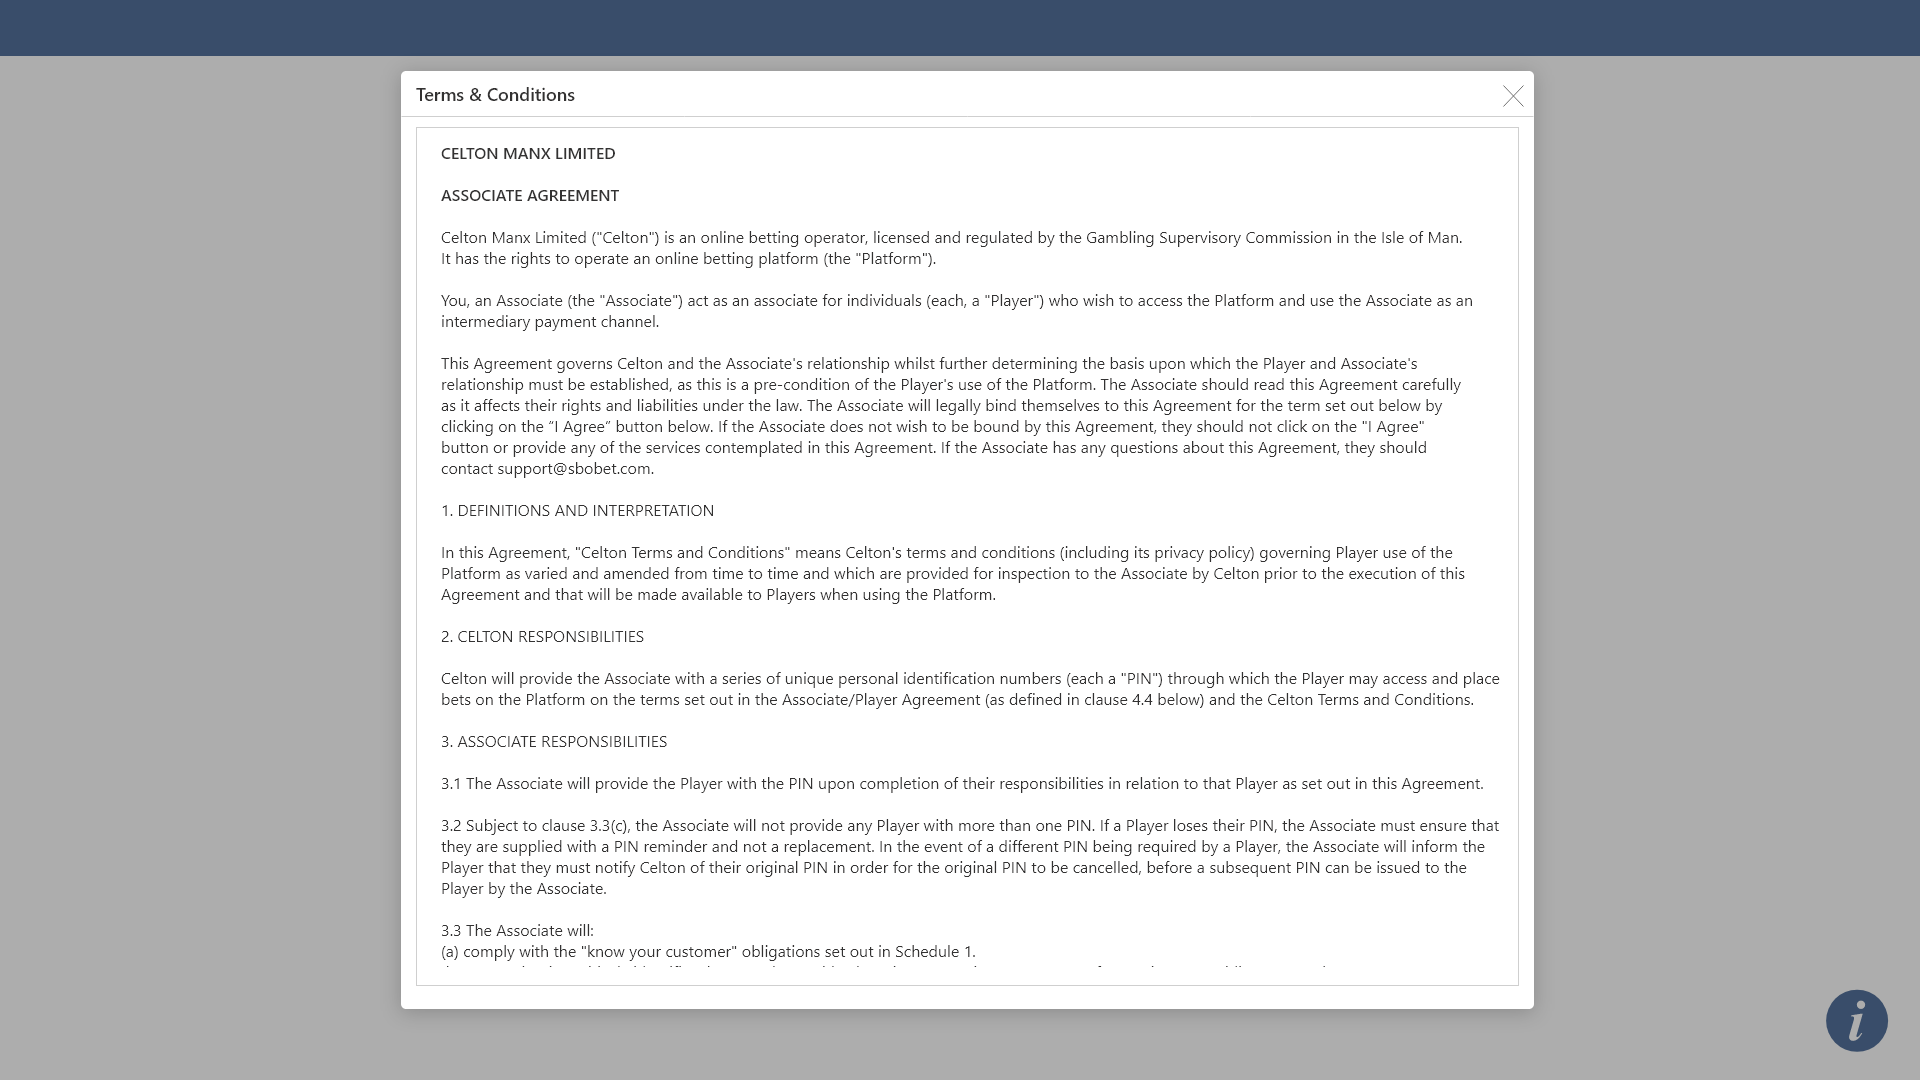 Terms & Conditions
CELTON MANX LIMITED
ASSOCIATE AGREEMENT
Celton Manx Limited ("Celton") is an online betting operator, licensed and regulated by the Gambling Supervisory Commission in the Isle of Man.
It has the rights to operate an online betting platform (the "Platform").
You, an Associate (the "Associate") act as an associate for individuals (each, a "Player") who wish to access the Platform and use the Associate as an
intermediary payment channel.
This Agreement governs Celton and the Associate's relationship whilst further determining the basis upon which the Player and Associate's
relationship must be established, as this is a pre-condition of the Player's use of the Platform. The Associate should read this Agreement carefully
as it affects their rights and liabilities under the law. The Associate will legally bind themselves to this Agreement for the term set out below by
clicking on the “I Agree” button below. If the Associate does not wish to be bound by this Agreement, they should not click on the "I Agree"
button or provide any of the services contemplated in this Agreement. If the Associate has any questions about this Agreement, they should
contact support@sbobet.com.
1. DEFINITIONS AND INTERPRETATION
In this Agreement, "Celton Terms and Conditions" means Celton's terms and conditions (including its privacy policy) governing Player use of the
Platform as varied and amended from time to time and which are provided for inspection to the Associate by Celton prior to the execution of this
Agreement and that will be made available to Players when using the Platform.
2. CELTON RESPONSIBILITIES
Celton will provide the Associate with a series of unique personal identification numbers (each a "PIN") through which the Player may access and place
bets on the Platform on the terms set out in the Associate/Player Agreement (as defined in clause 4.4 below) and the Celton Terms and Conditions.
3. ASSOCIATE RESPONSIBILITIES
3.1 The Associate will provide the Player with the PIN upon completion of their responsibilities in relation to that Player as set out in this Agreement.
3.2 Subject to clause 3.3(c), the Associate will not provide any Player with more than one PIN. If a Player loses their PIN, the Associate must ensure that
they are supplied with a PIN reminder and not a replacement. In the event of a different PIN being required by a Player, the Associate will inform the
Player that they must notify Celton of their original PIN in order for the original PIN to be cancelled, before a subsequent PIN can be issued to the
Player by the Associate.
3.3 The Associate will:
(a) comply with the "know your customer" obligations set out in Schedule 1.
i